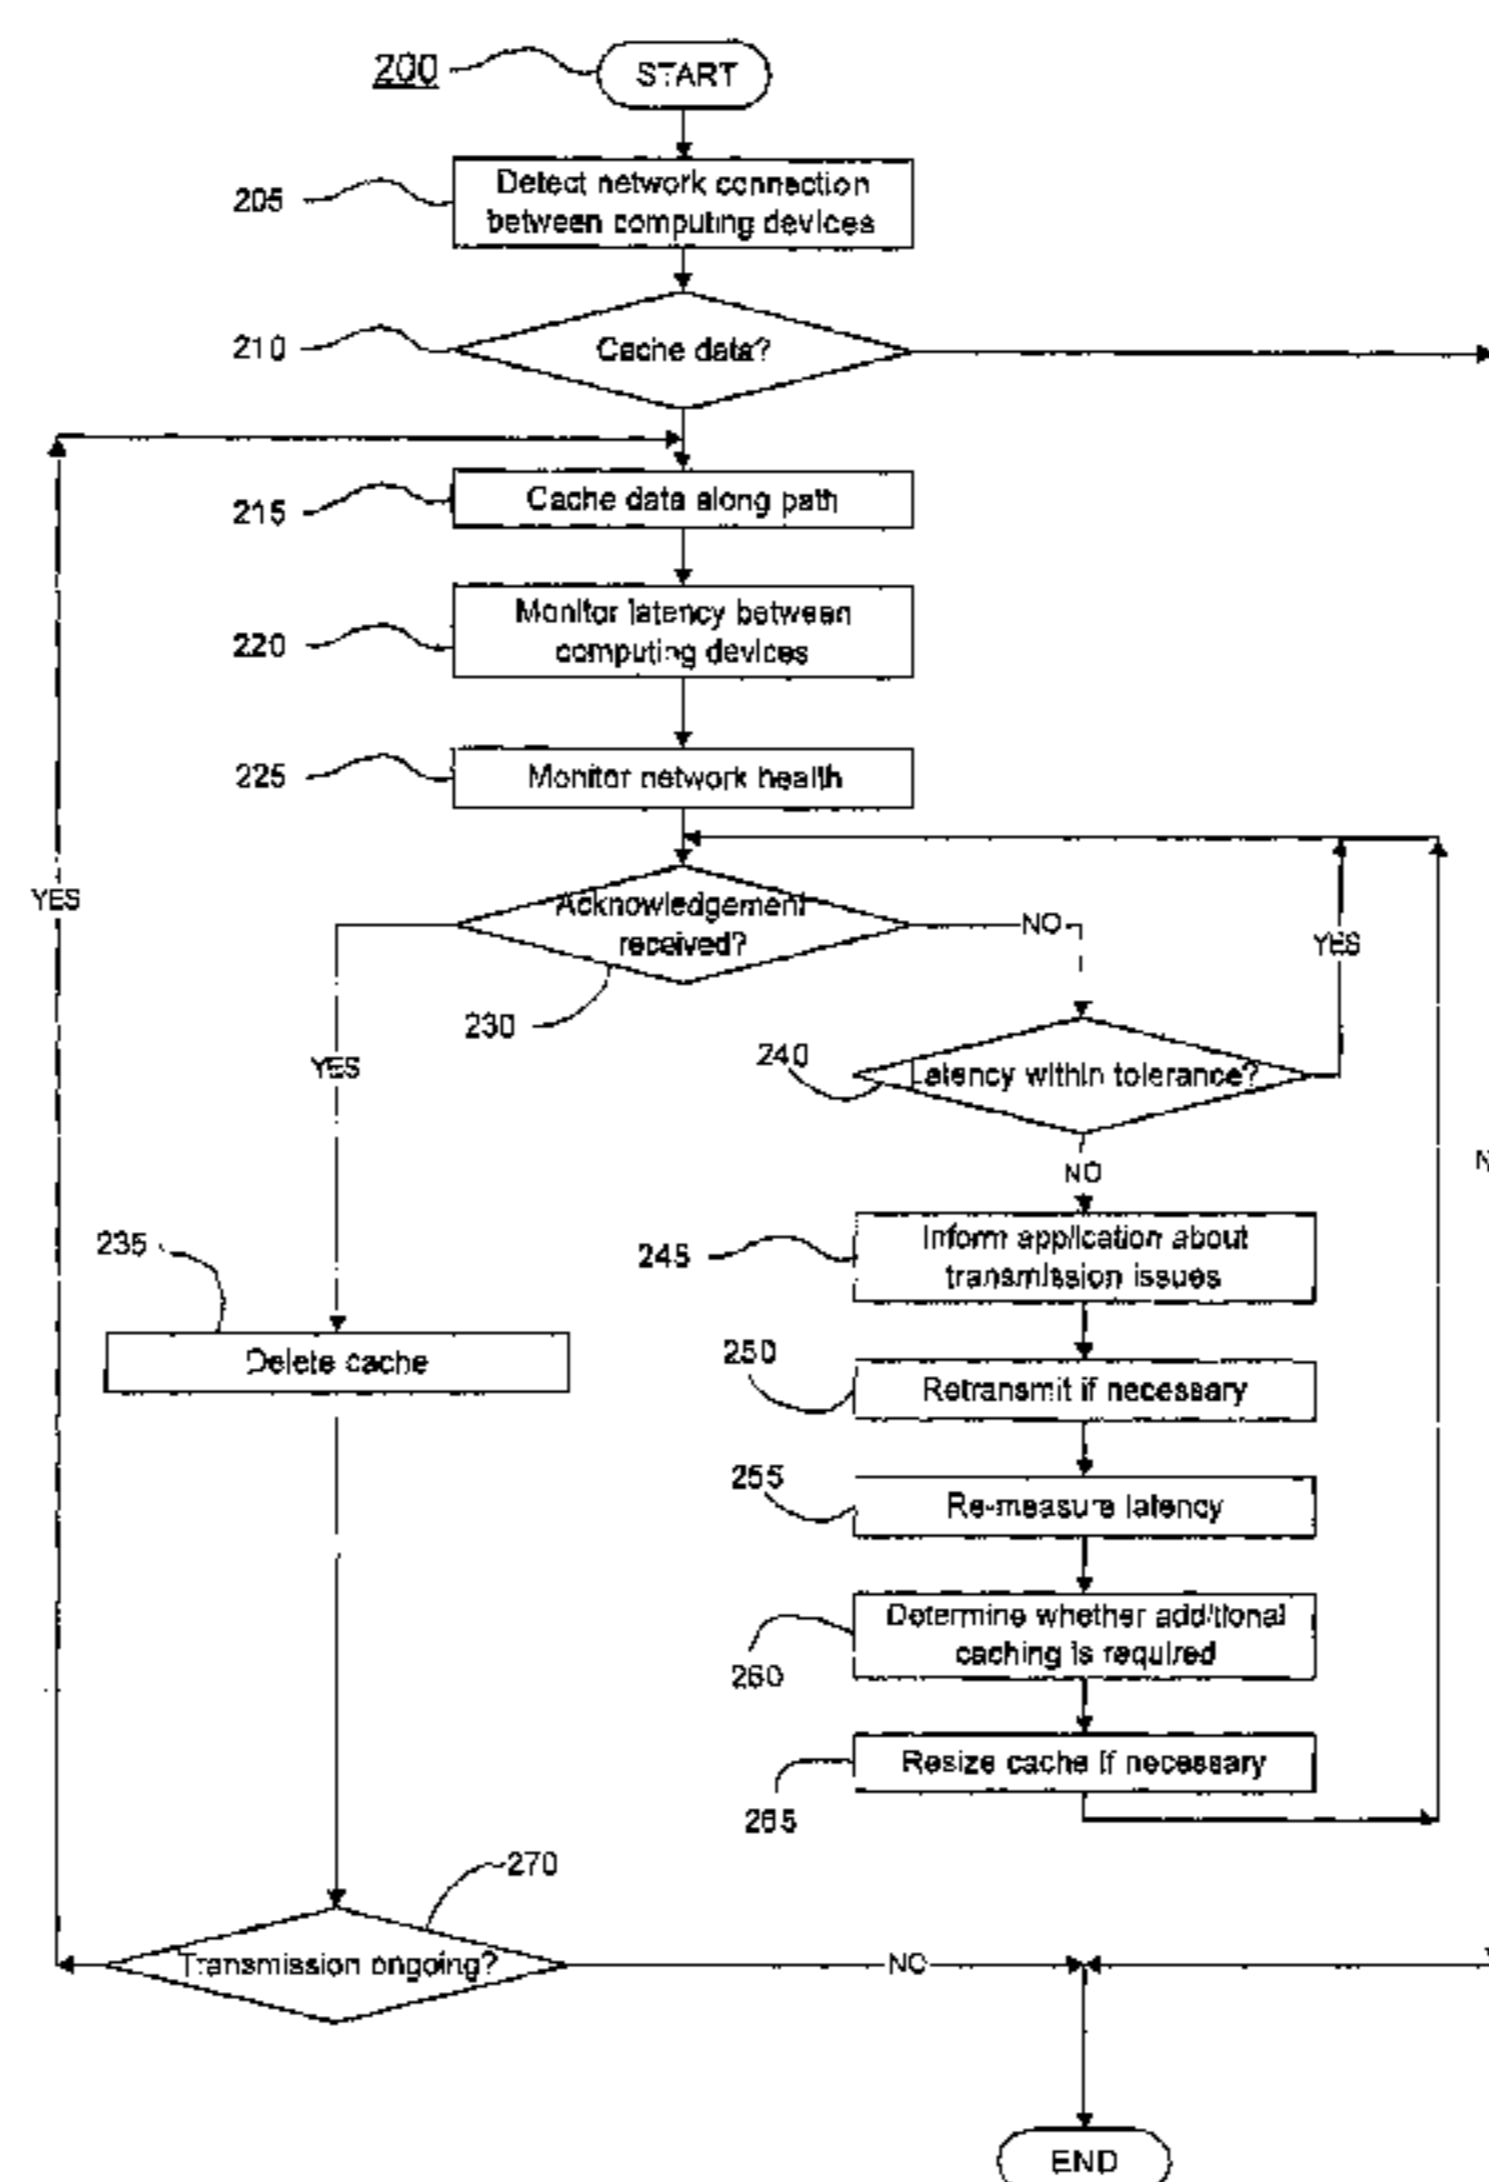 200
START
205
Detect network connection
between computing devices
210
Cache data?
215
Cache data along path
220
Monitor latency between
computing devices
225
Monitor network health
YES
Acknowledgement
received?
NO
YES
230
YES
240
Latency within tolerance?
NO
235
245
Inform application about
transmission issues
Delete cache
250
Retransmit if necessary
255
Re-measure latency
260
Determine whether additional
caching is required
265
Resize cache if necessary
270
Transmission ongoing?
NO
END